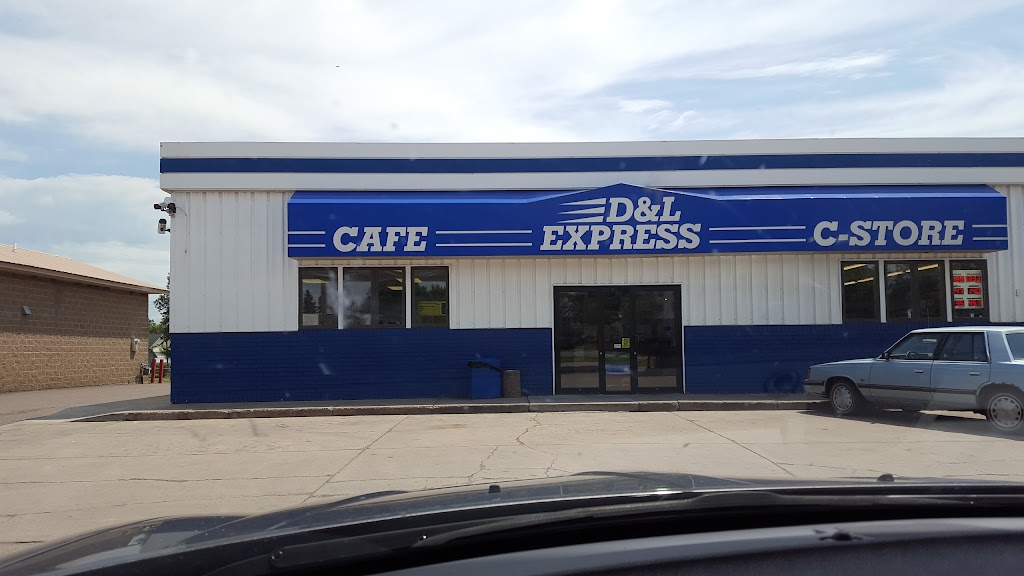 CAFE
D&L
EXPRESS
C-STORE